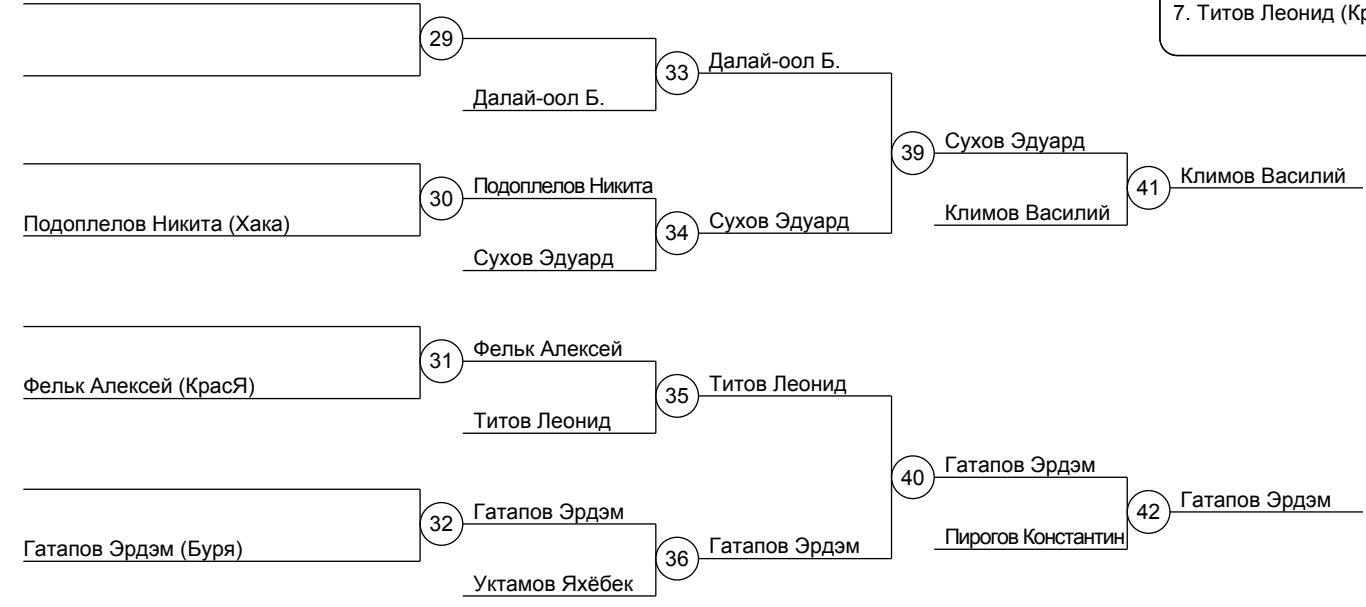 7. Титов Леонид (Кр
29
33
Далай-оол Б.
Далай-оол Б.
39
Сухов Эдуард
41
Климов Василий
30
Подоплелов Никита
Климов Василий
Подоплелов Никита (Хака)
34
Сухов Эдуард
Сухов Эдуард
31
Фельк Алексей
Фельк Алексей (КрасЯ)
35
Титов Леонид
Титов Леонид
40
Гатапов Эрдэм
42
Гатапов Эрдэм
32
Гатапов Эрдэм
Пирогов Константин
Гатапов Эрдэм (Буря)
36
Гатапов Эрдэм
Уктамов Яхёбек